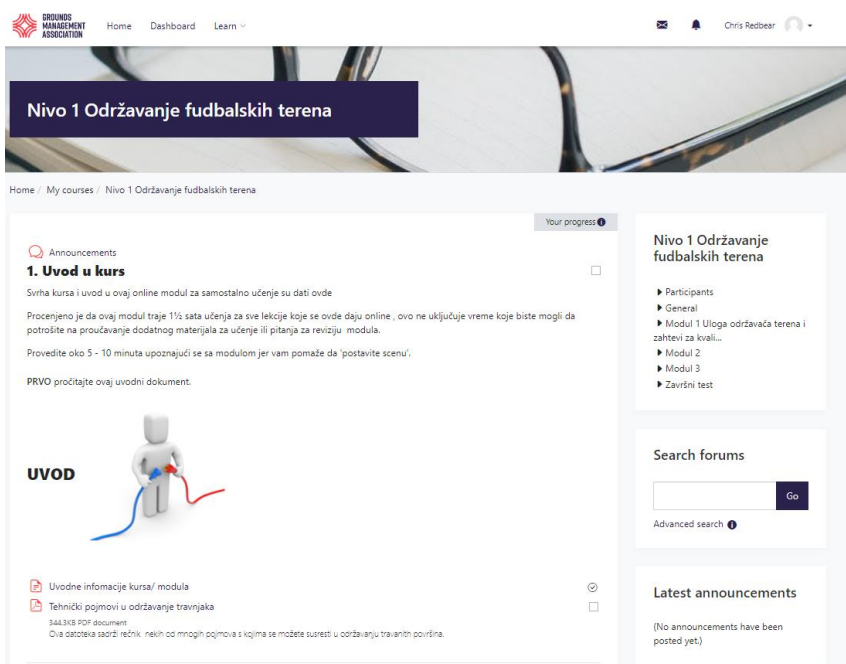 GROUNDS
MANAGEMENT
ASSOCIATION
Home
Dashboard
Learn
Chris Redbear
Nivo 1 Održavanje fudbalskih terena
Home / My courses / Nivo 1 Održavanje fudbalskih terena
Your progress
Announcements
1. Uvod u kurs
Svrha kursa i uvod u ovaj online modul za samostalno učenje su dati ovde
Procenjeno je da ovaj modul traje 1½ sata učenja za sve lekcije koje se ovde daju online , ovo ne uključuje vreme koje biste mogli da
potrošite na proučavanje dodatnog materijala za učenje ili pitanja za reviziju modula.
Provedite oko 5 - 10 minuta upoznajući se sa modulom jer vam pomaže da 'postavite scenu'.
PRVO pročitajte ovaj uvodni dokument.
UVOD
Uvodne infomacije kursa/ modula
Tehnički pojmovi u održavanje travnjaka
344.3KB PDF document
Ova datoteka sadrži rečnik nekih od mnogih pojmova s kojima se možete susresti u održavanju travnatih površina.
Nivo 1 Održavanje
fudbalskih terena
Participants
General
Modul 1 Uloga održavača terena i
zahtevi za kvali...
Modul 2
Modul 3
Završni test
Search forums
Go
Advanced search
Latest announcements
(No announcements have been
posted yet.)